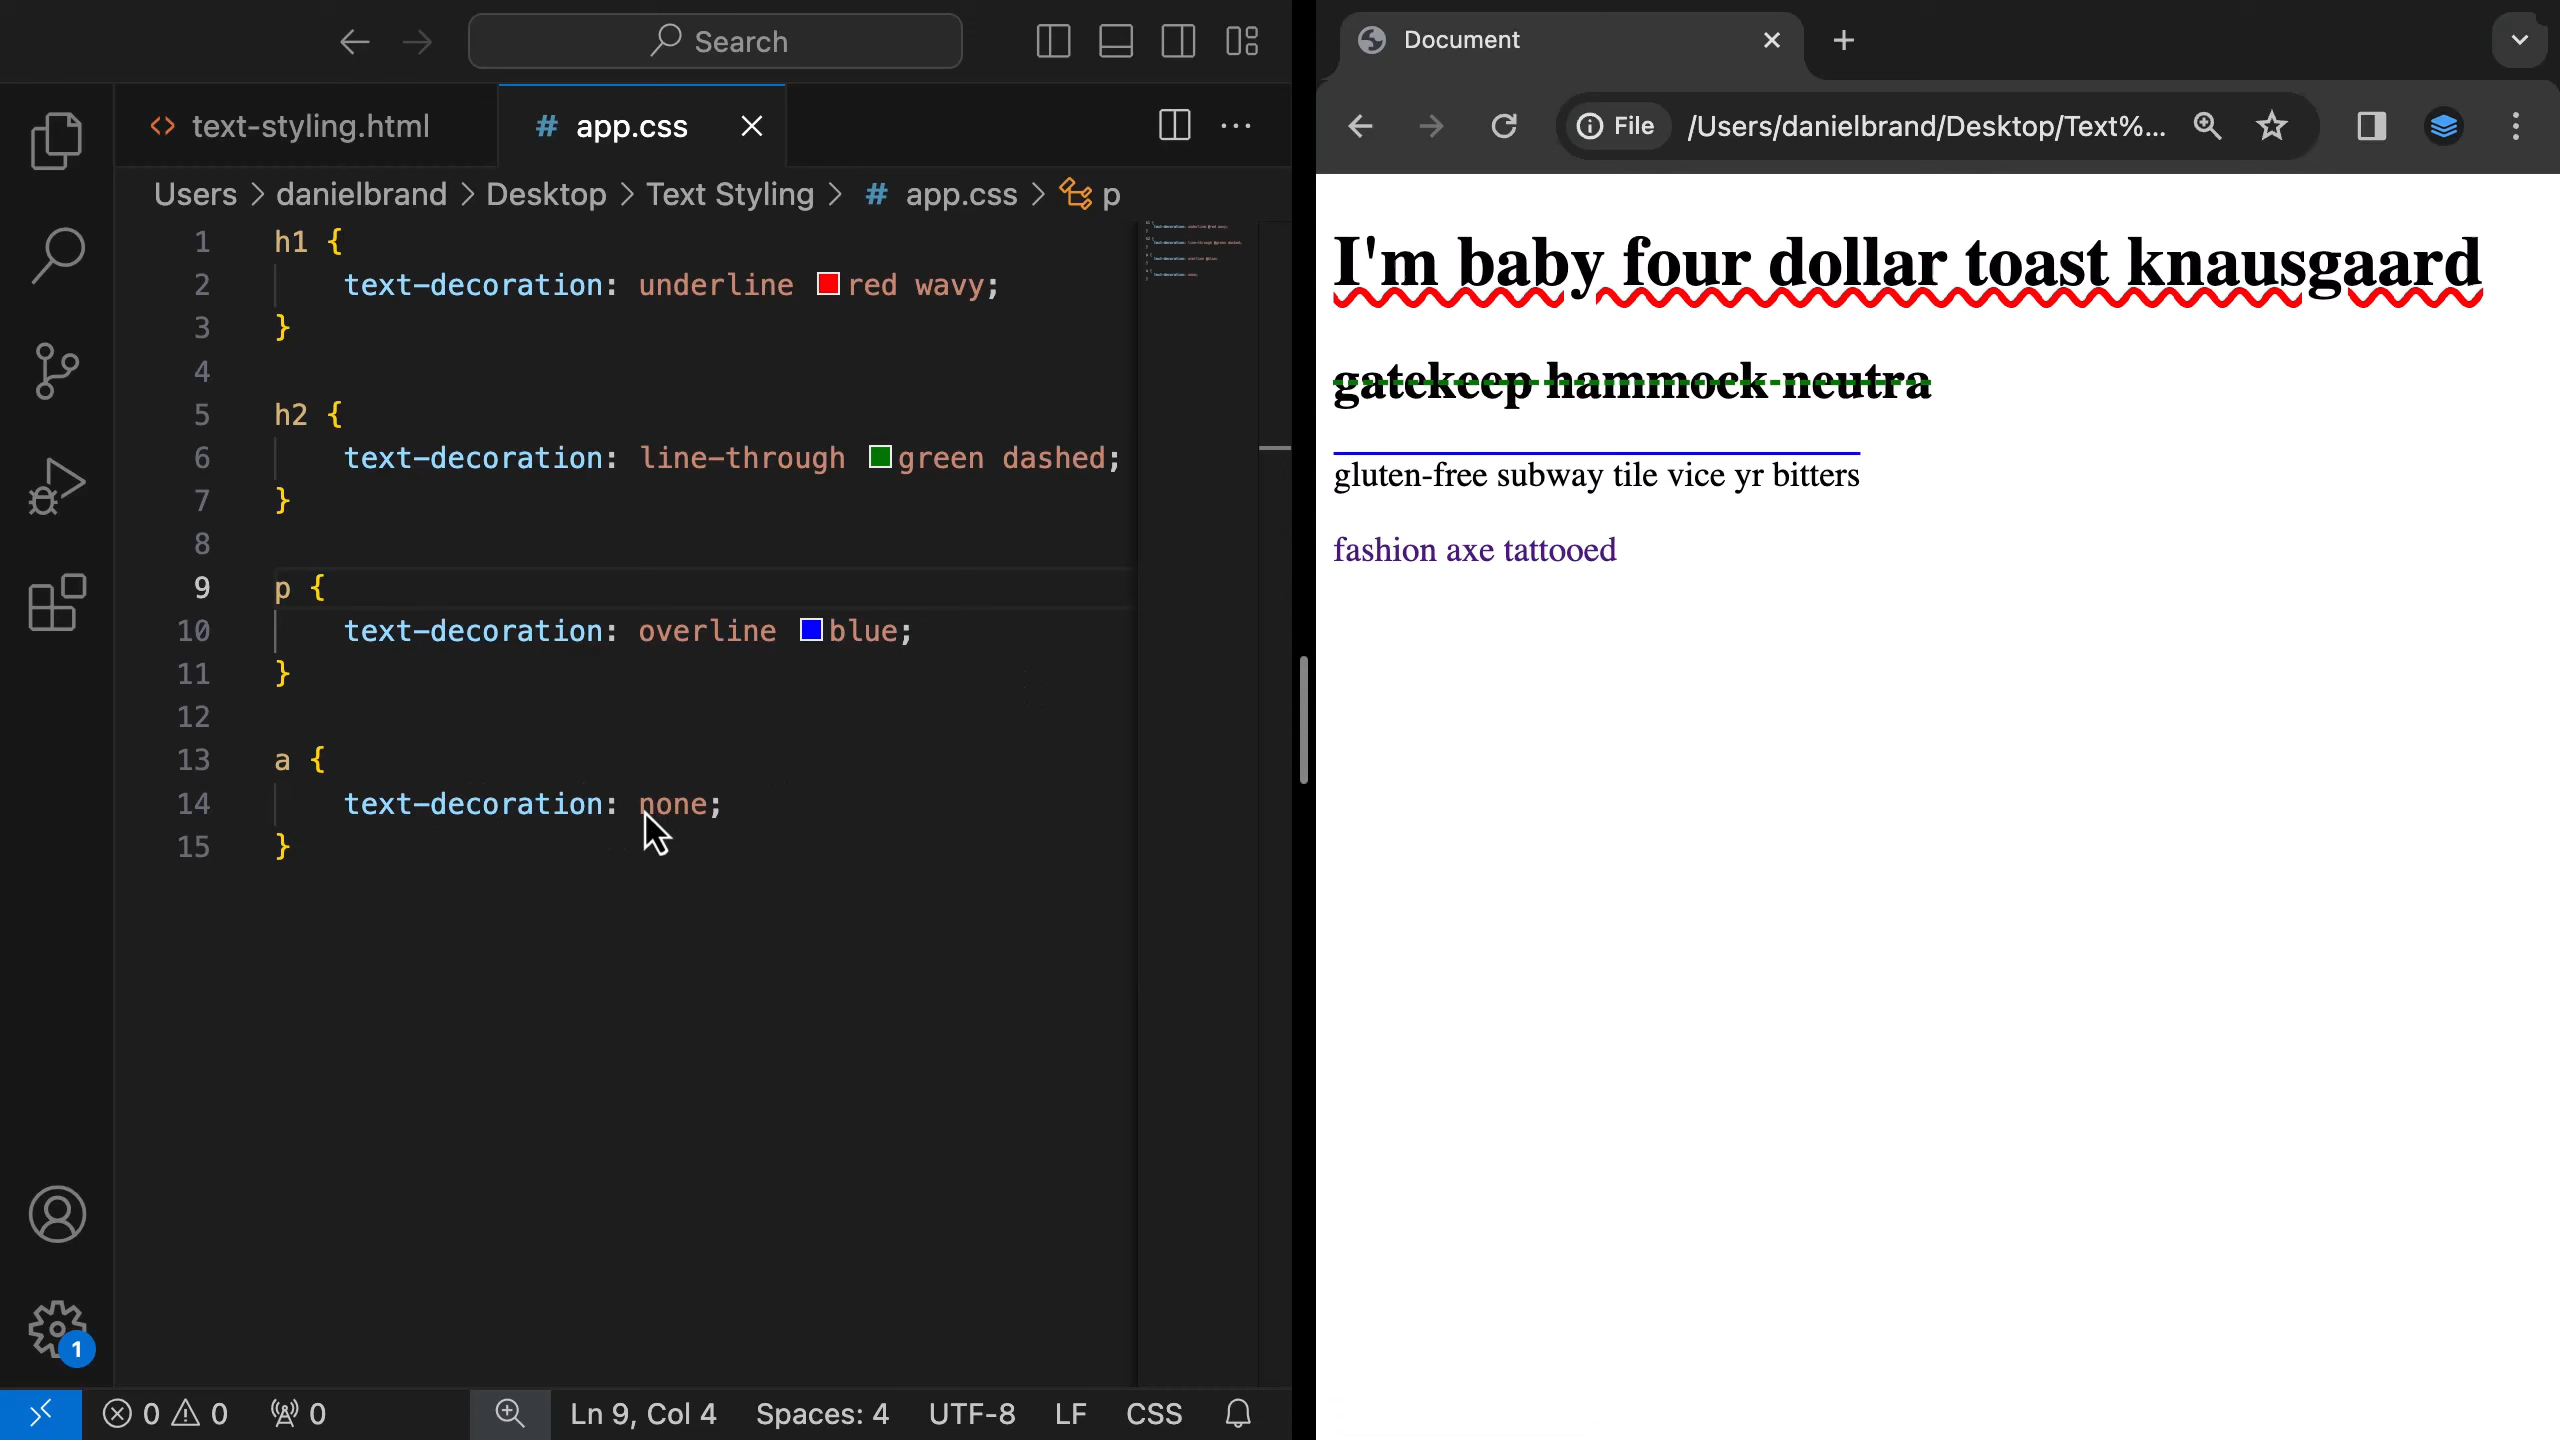 Search
text-styling.html
# app.css
Users > danielbrand > Desktop > Text Styling > # app.css > p
1 h1 {
2 text-decoration: underline red wavy;
3 }
4
5 h2 {
6 text-decoration: line-through green dashed;
7 }
8
9 p {
10 text-decoration: overline blue;
11 }
12
13 a {
14 text-decoration: none;
15 }
1
0 0 0
Ln 9, Col 4
Spaces: 4
UTF-8
LF
CSS
Document
File
/Users/danielbrand/Desktop/Text%...
I'm baby four dollar toast knausgaard
gatekeep hammock neutra
gluten-free subway tile vice yr bitters
fashion axe tattooed